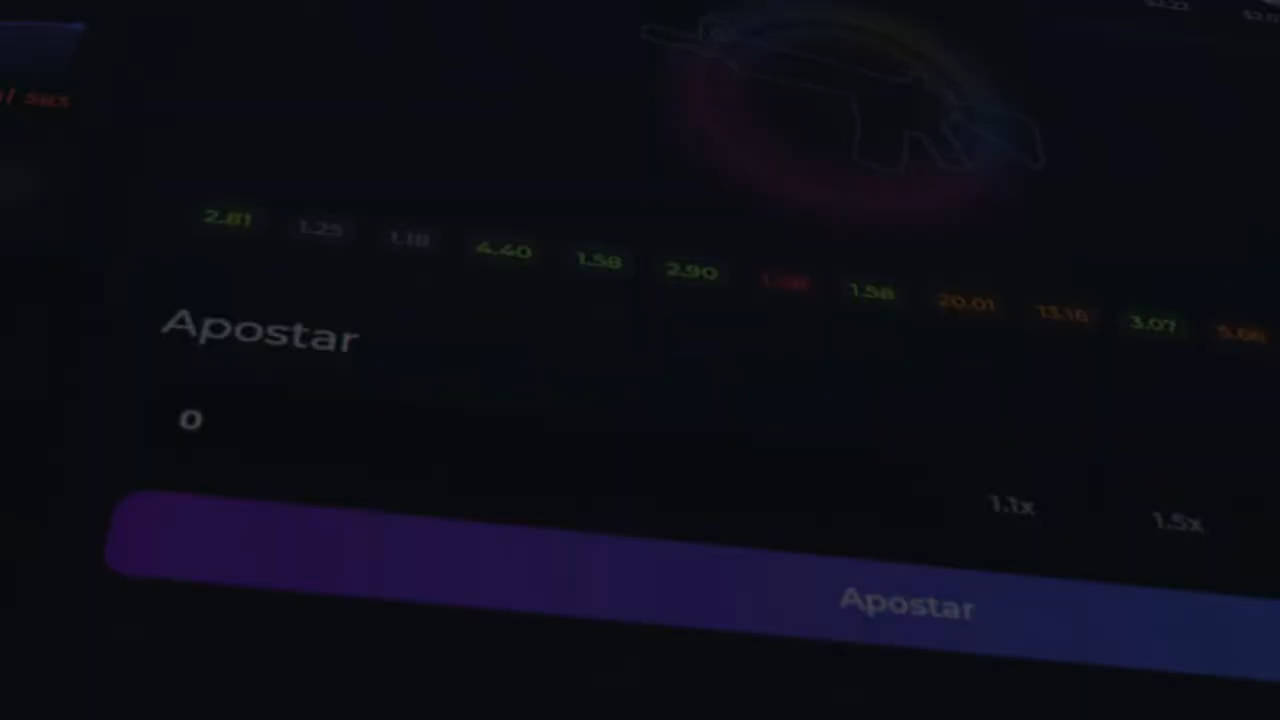 2.81 1.25 1.18 4.40 1.58 2.90 1.58 20.01 13.16 3.07
Apostar
0
1.1x 1.5x
Apostar